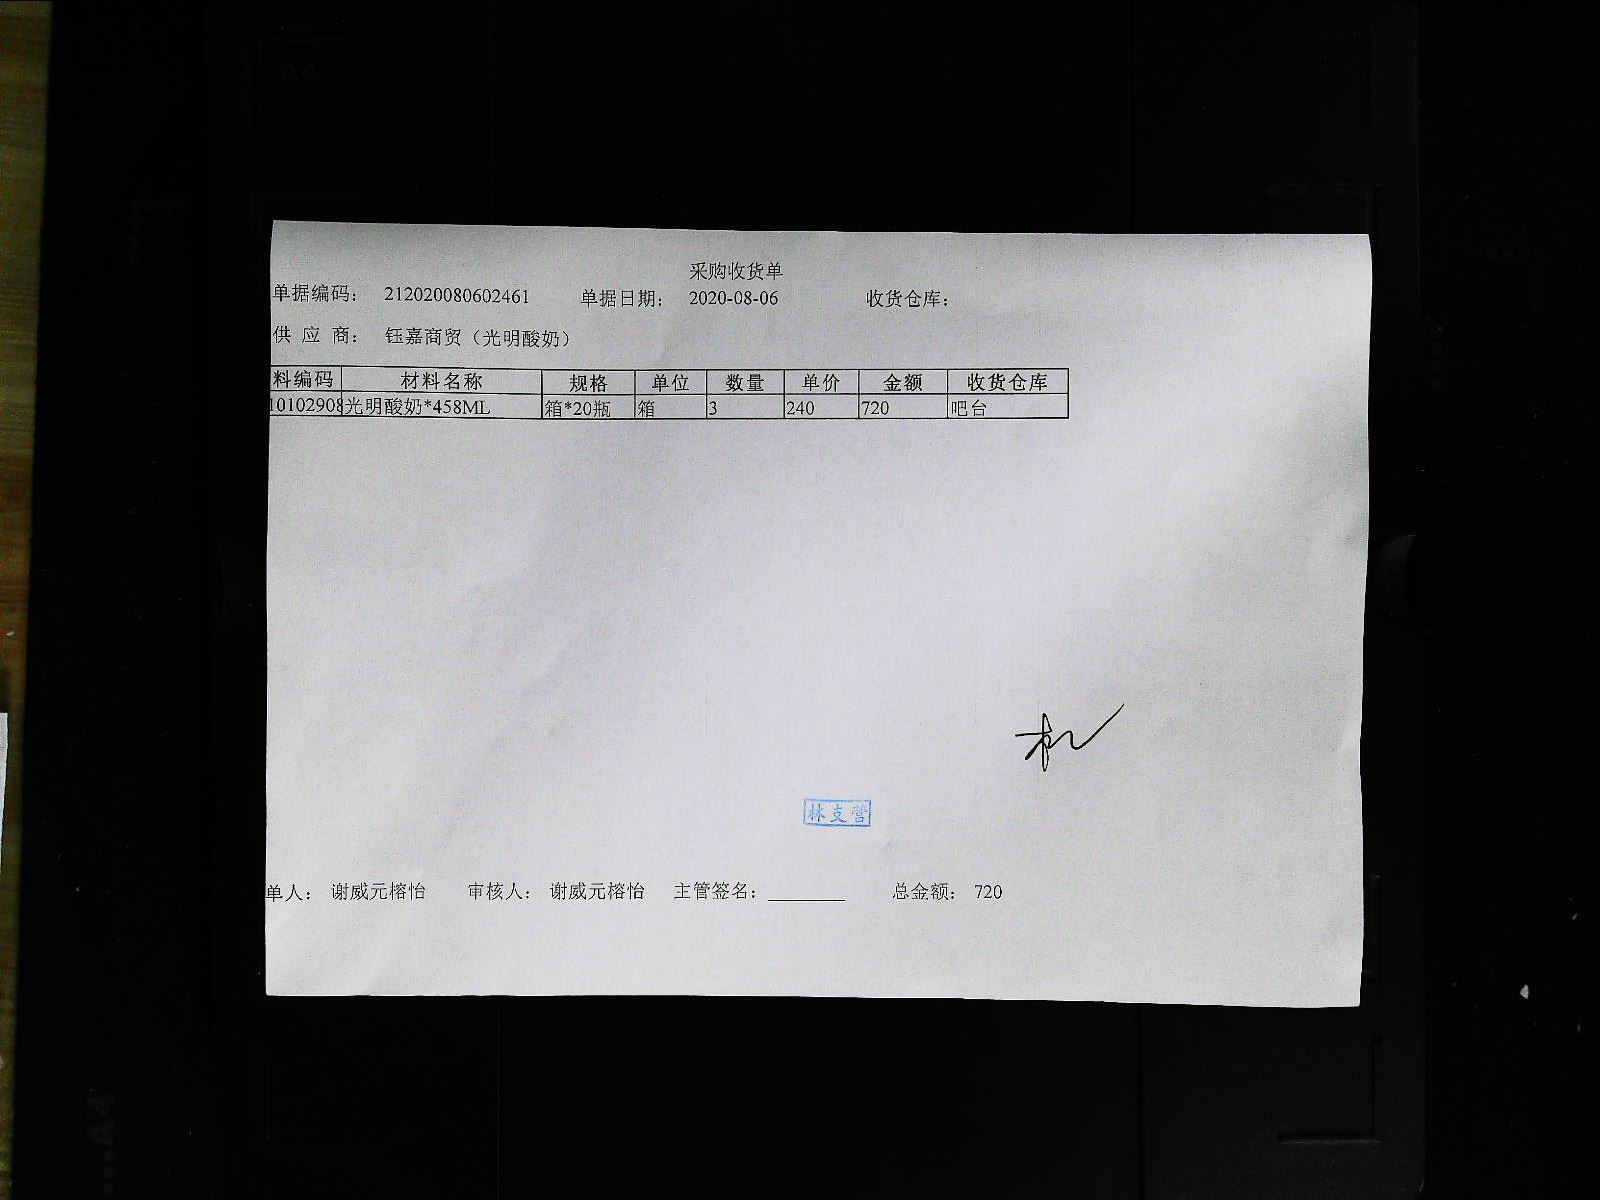 采购收货单
单据编码： 212020080602461 单据日期： 2020-08-06 收货仓库：
供 应 商： 钰嘉商贸（光明酸奶）
料编码 材料名称 规格 单位 数量 单价 金额 收货仓库
10102908 光明酸奶*458ML 箱*20瓶 箱 3 240 720 吧台
林支营
单人： 谢威元榕怡 审核人： 谢威元榕怡 主管签名：________ 总金额： 720